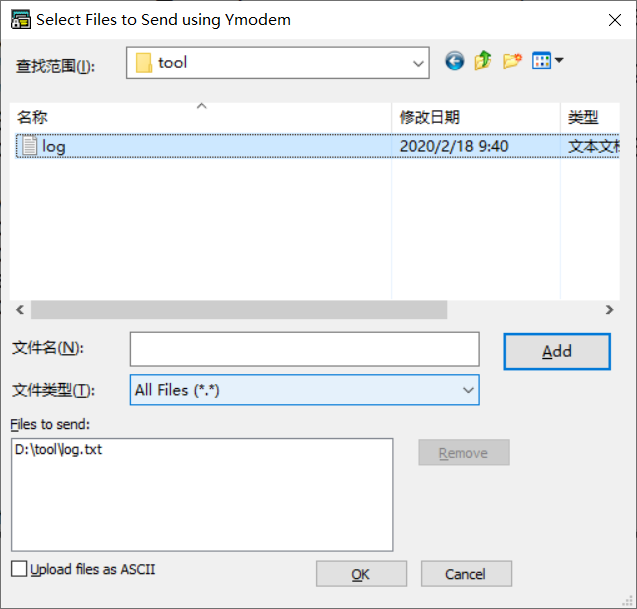 Select Files to Send using Ymodem
查找范围(I): tool
名称 修改日期 类型
log 2020/2/18 9:40 文本文档
文件名(N): Add
文件类型(T): All Files (*.*)
Files to send:
D:\tool\log.txt
Remove
Upload files as ASCII
OK Cancel